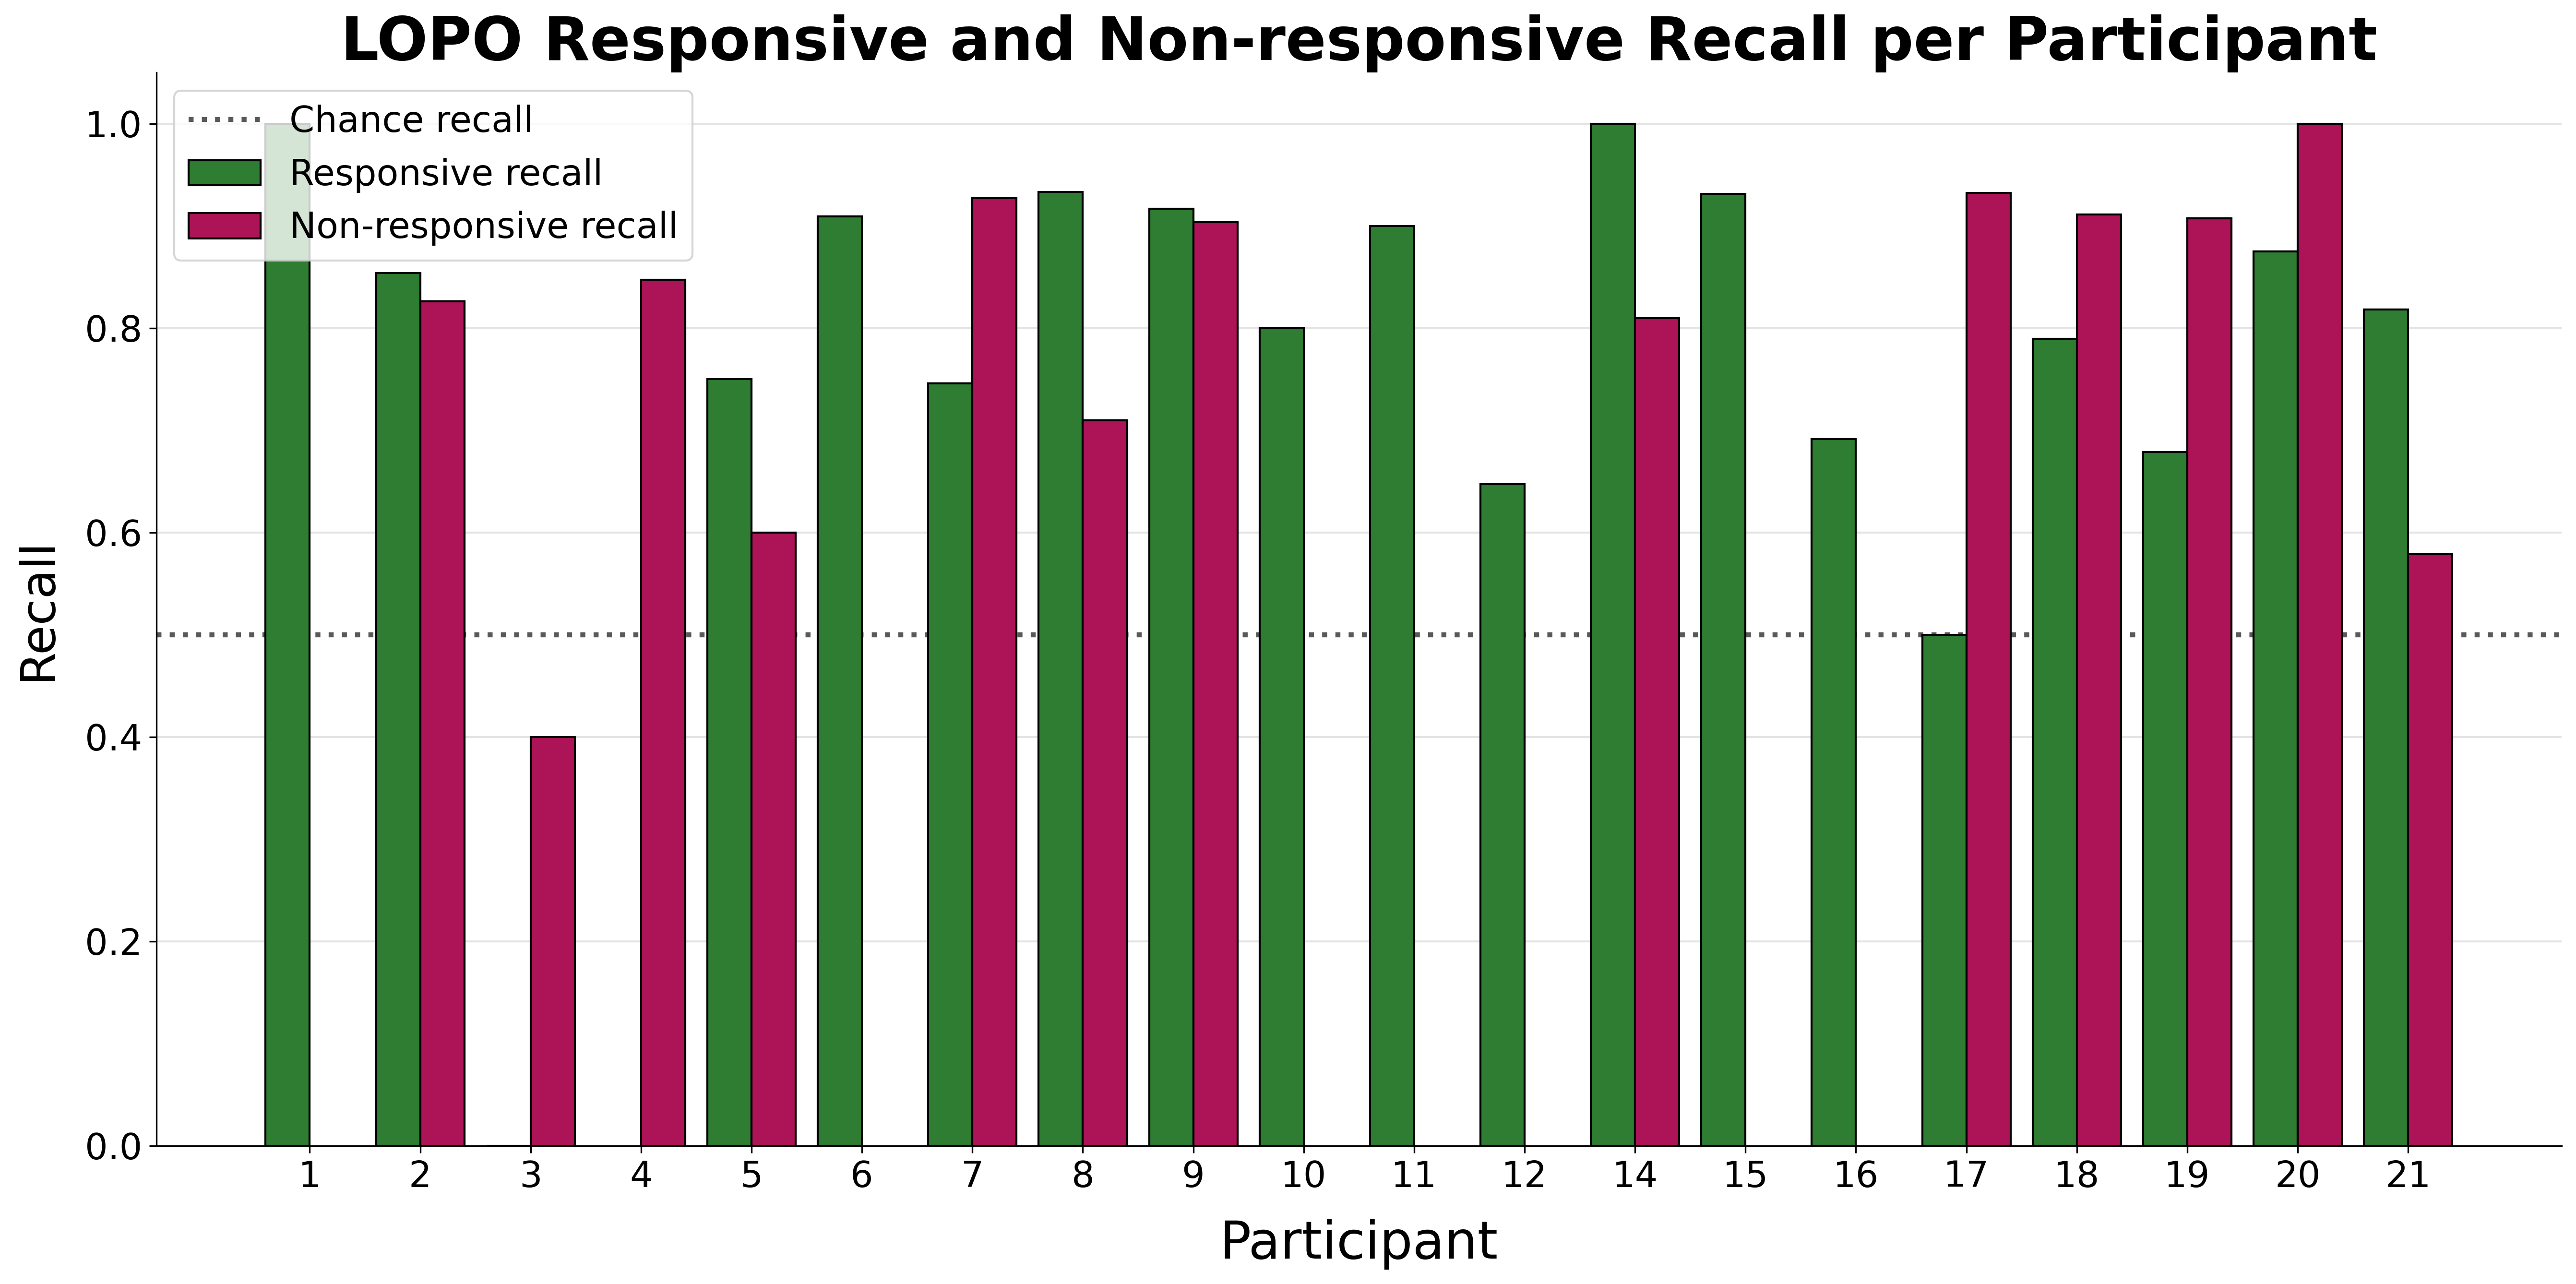 LOPO Responsive and Non-responsive Recall per Participant
Chance recall
Responsive recall
Non-responsive recall
Recall
1.0
0.8
0.6
0.4
0.2
0.0
1 2 3 4 5 6 7 8 9 10 11 12 14 15 16 17 18 19 20 21
Participant